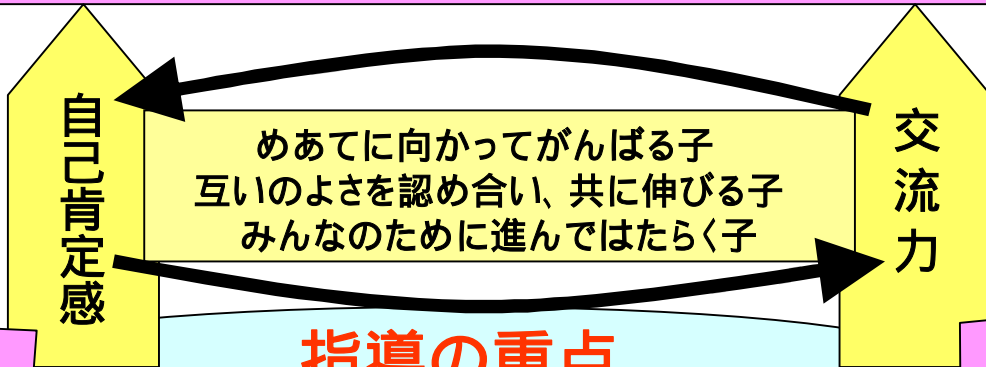 自己肯定感
めあてに向かってがんばる子
互いのよさを認め合い、共に伸びる子
みんなのために進んではたらく子
交流力
指導の重点